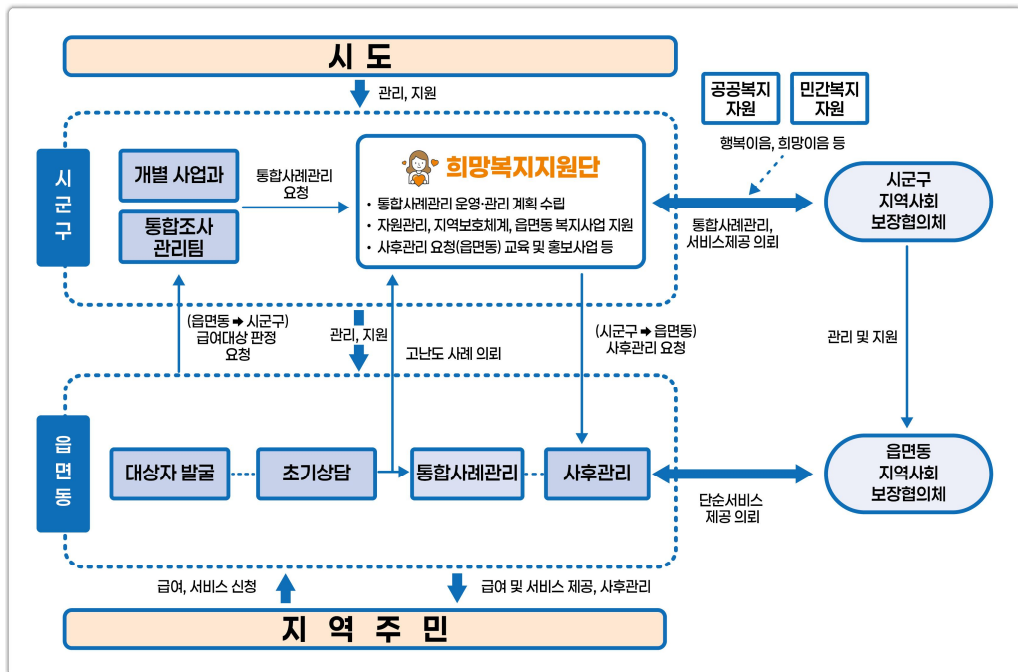 시 도
관리, 지원
공공복지
자원
민간복지
자원
행복이음, 희망이음 등
시
군
구
개별 사업과
통합조사
관리팀
통합사례관리
요청
희망복지지원단
• 통합사례관리 운영·관리 계획 수립
• 자원관리, 지역보호체계, 읍면동 복지사업 지원
• 사후관리 요청(읍면동) 교육 및 홍보사업 등
통합사례관리,
서비스제공 의뢰
시군구
지역사회
보장협의체
(읍면동 ➡ 시군구)
급여대상 판정
요청
관리, 지원
고난도 사례 의뢰
(시군구 ➡ 읍면동)
사후관리 요청
관리 및 지원
읍
면
동
대상자 발굴
초기상담
통합사례관리
사후관리
단순서비스
제공 의뢰
읍면동
지역사회
보장협의체
급여, 서비스 신청
급여 및 서비스 제공, 사후관리
지 역 주 민